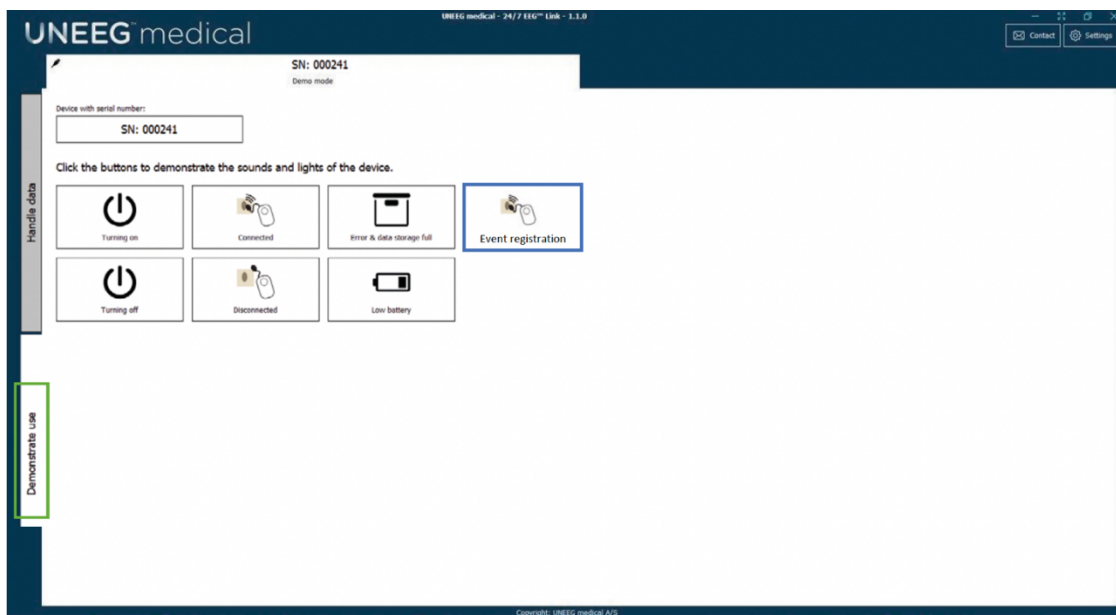 UNEEG medical - 24/7 EEG™ Link - 1.1.0
UNEEG™ medical
Contact
Settings
SN: 000241
Demo mode
Device with serial number:
SN: 000241
Click the buttons to demonstrate the sounds and lights of the device.
Turning on
Connected
Error & data storage full
Event registration
Turning off
Disconnected
Low battery
Handle data
Demonstrate use
Copyright: UNEEG medical A/S